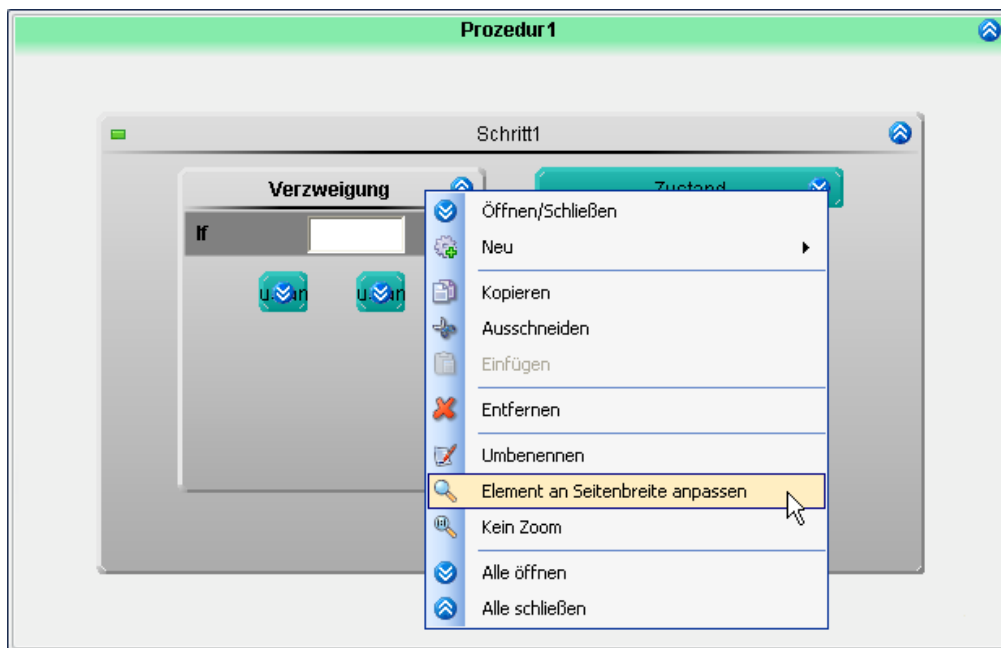 Prozedur1
Schritt1
Verzweigung
Zustand
If
Öffnen/Schließen
Neu
Kopieren
Ausschneiden
Einfügen
Entfernen
Umbenennen
Element an Seitenbreite anpassen
Kein Zoom
Alle öffnen
Alle schließen